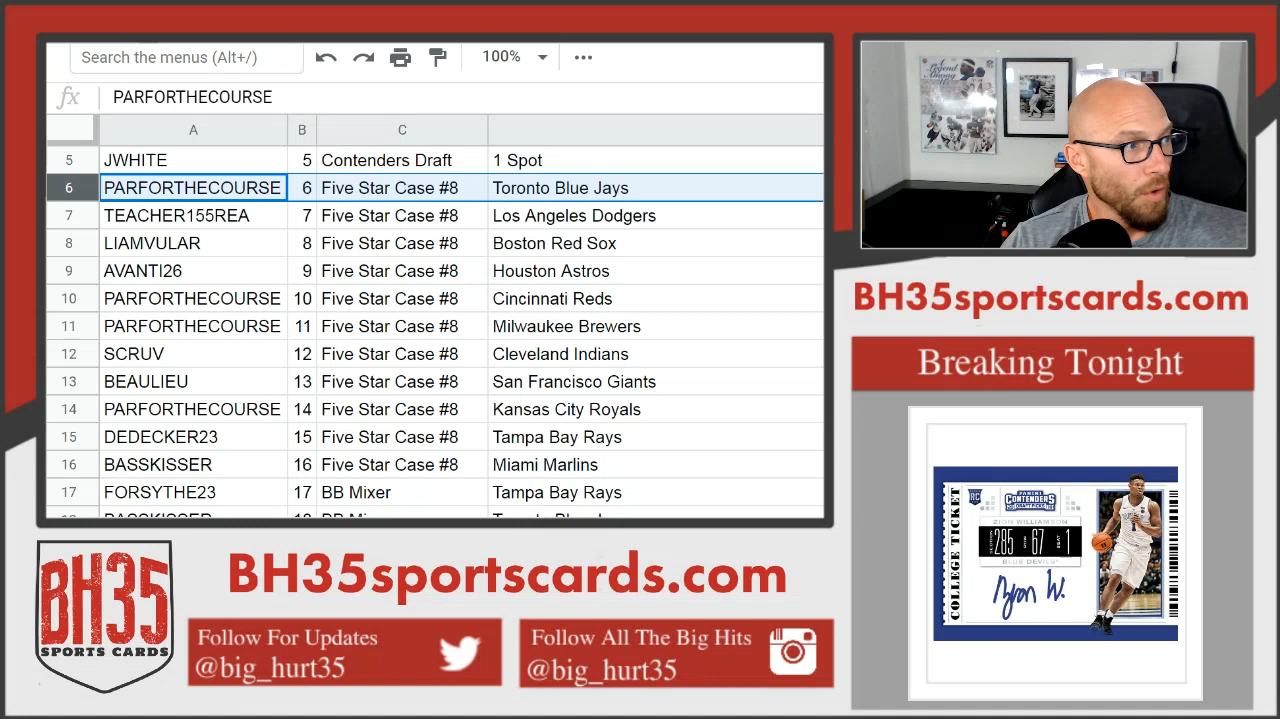 Search the menus (Alt+/)
100%
fx PARFORTHECOURSE
A B C
5 JWHITE 5 Contenders Draft 1 Spot
6 PARFORTHECOURSE 6 Five Star Case #8 Toronto Blue Jays
7 TEACHER155REA 7 Five Star Case #8 Los Angeles Dodgers
8 LIAMVULAR 8 Five Star Case #8 Boston Red Sox
9 AVANTI26 9 Five Star Case #8 Houston Astros
10 PARFORTHECOURSE 10 Five Star Case #8 Cincinnati Reds
11 PARFORTHECOURSE 11 Five Star Case #8 Milwaukee Brewers
12 SCRUV 12 Five Star Case #8 Cleveland Indians
13 BEAULIEU 13 Five Star Case #8 San Francisco Giants
14 PARFORTHECOURSE 14 Five Star Case #8 Kansas City Royals
15 DEDECKER23 15 Five Star Case #8 Tampa Bay Rays
16 BASSKISSER 16 Five Star Case #8 Miami Marlins
17 FORSYTHE23 17 BB Mixer Tampa Bay Rays
BH35sportscards.com
Breaking Tonight
COLLEGE TICKET
RC
PANINI
CONTENDERS
DRAFT PICKS
ZION WILLIAMSON
285 67 1
BLUE DEVILS
BH35
SPORTS CARDS
BH35sportscards.com
Follow For Updates
@big_hurt35
Follow All The Big Hits
@big_hurt35